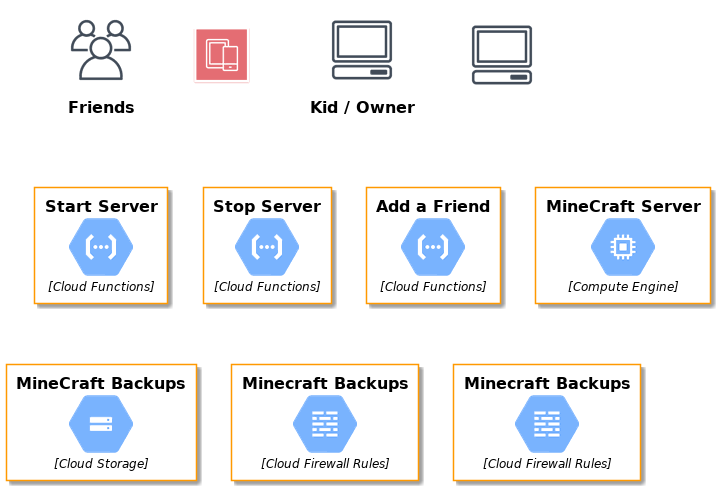 Friends
Kid / Owner
Start Server
Stop Server
Add a Friend
MineCraft Server
[Cloud Functions]
[Cloud Functions]
[Cloud Functions]
[Compute Engine]
MineCraft Backups
Minecraft Backups
Minecraft Backups
[Cloud Storage]
[Cloud Firewall Rules]
[Cloud Firewall Rules]